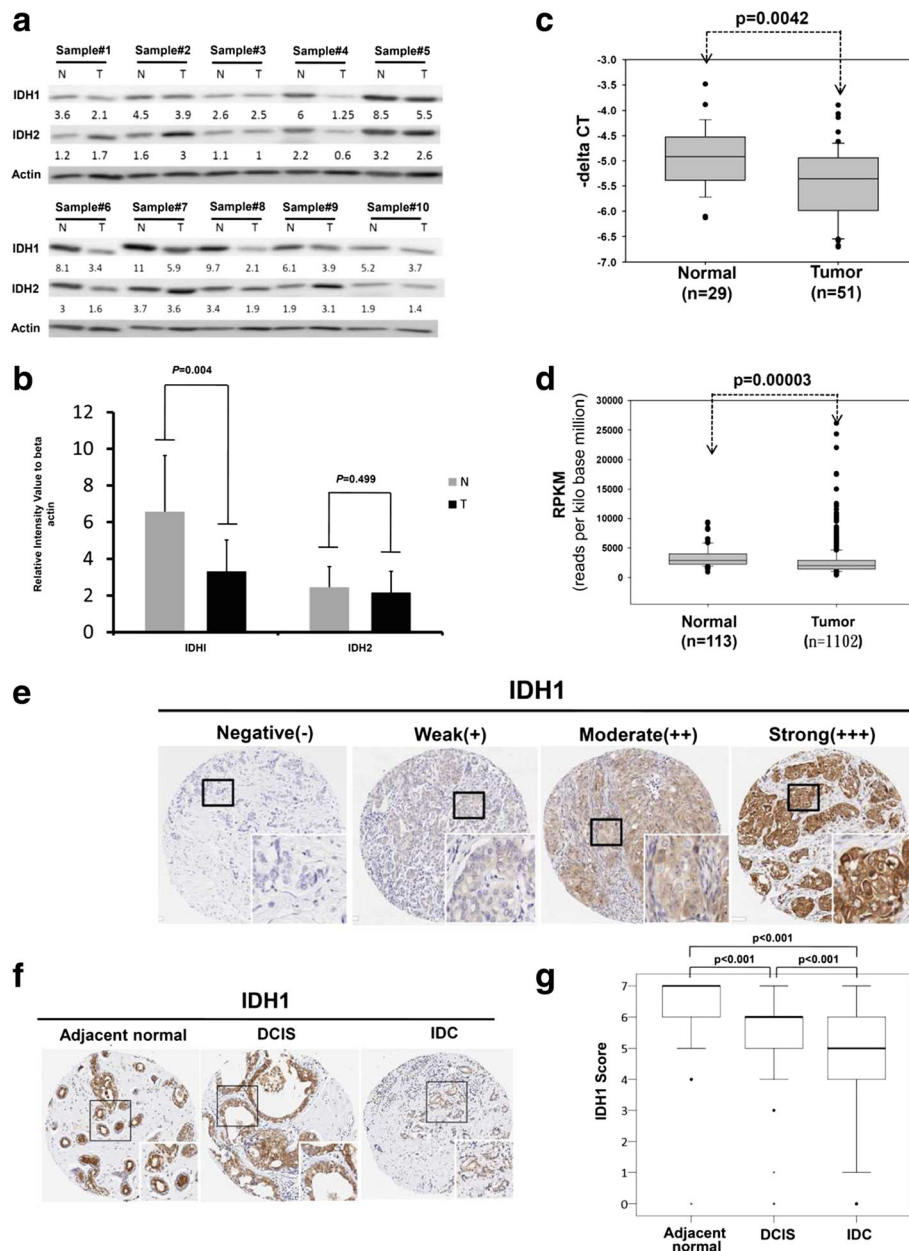 a
Sample#1 Sample#2 Sample#3 Sample#4 Sample#5
N T N T N T N T N T
IDH1
3.6 2.1 4.5 3.9 2.6 2.5 6 1.25 8.5 5.5
IDH2
1.2 1.7 1.6 3 1.1 1 2.2 0.6 3.2 2.6
Actin
Sample#6 Sample#7 Sample#8 Sample#9 Sample#10
N T N T N T N T N T
IDH1
8.1 3.4 11 5.9 9.7 2.1 6.1 3.9 5.2 3.7
IDH2
3 1.6 3.7 3.6 3.4 1.9 1.9 3.1 1.9 1.4
Actin
b
P=0.004
P=0.499
Relative Intensity Value to beta
actin
12
10
8
6
4
2
0
N
T
IDHI IDH2
c
p=0.0042
-delta CT
-3.0
-3.5
-4.0
-4.5
-5.0
-5.5
-6.0
-6.5
-7.0
Normal Tumor
(n=29) (n=51)
d
p=0.00003
RPKM
(reads per kilo base million)
30000
25000
20000
15000
10000
5000
0
Normal Tumor
(n=113) (n=1102)
e
IDH1
Negative(-) Weak(+) Moderate(++) Strong(+++)
f
IDH1
Adjacent normal DCIS IDC
g
p<0.001
p<0.001 p<0.001
IDH1 Score
7
6
5
4
3
2
1
0
Adjacent DCIS IDC
normal